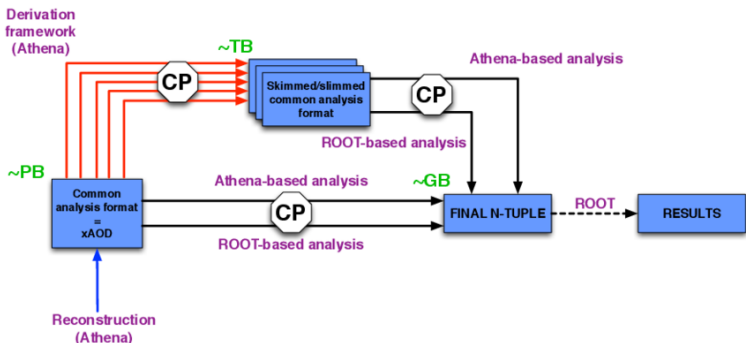 Derivation
framework
(Athena)
~TB
CP
Skimmed/slimmed
common analysis
format
CP
Athena-based analysis
ROOT-based analysis
~PB
Common
analysis format
=
xAOD
Athena-based analysis
CP
ROOT-based analysis
~GB
FINAL N-TUPLE
ROOT
RESULTS
Reconstruction
(Athena)